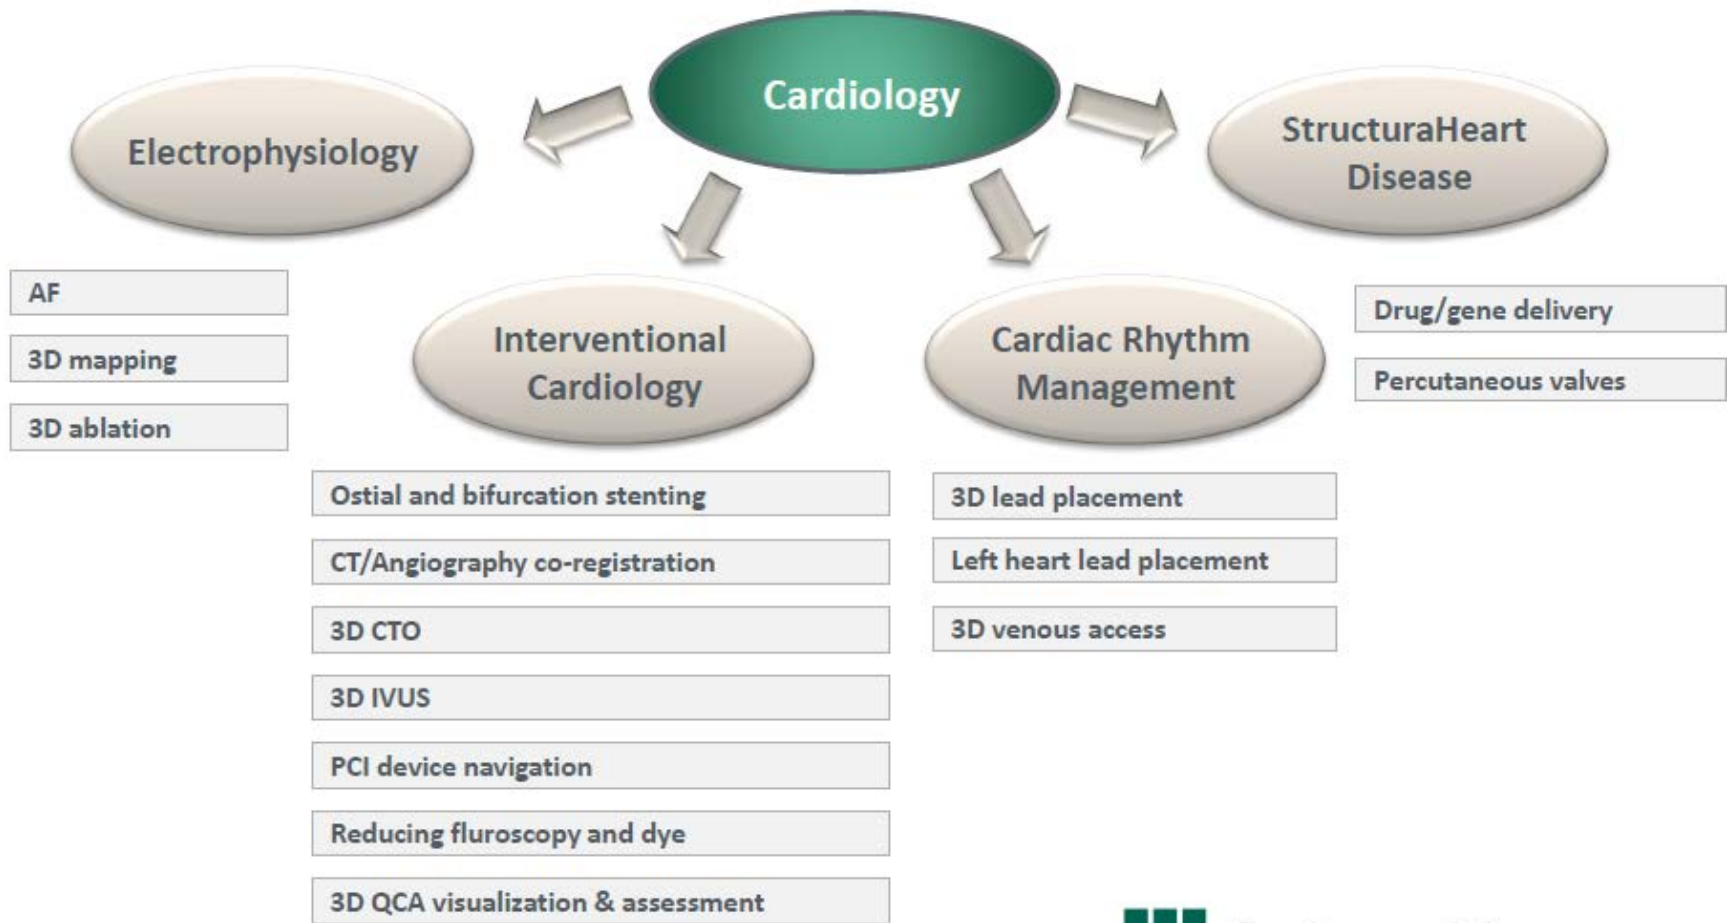 Cardiology
Electrophysiology
StructuraHeart
Disease
AF
3D mapping
3D ablation
Interventional
Cardiology
Cardiac Rhythm
Management
Drug/gene delivery
Percutaneous valves
Ostial and bifurcation stenting
CT/Angiography co-registration
3D CTO
3D IVUS
PCI device navigation
Reducing fluroscopy and dye
3D QCA visualization & assessment
3D lead placement
Left heart lead placement
3D venous access